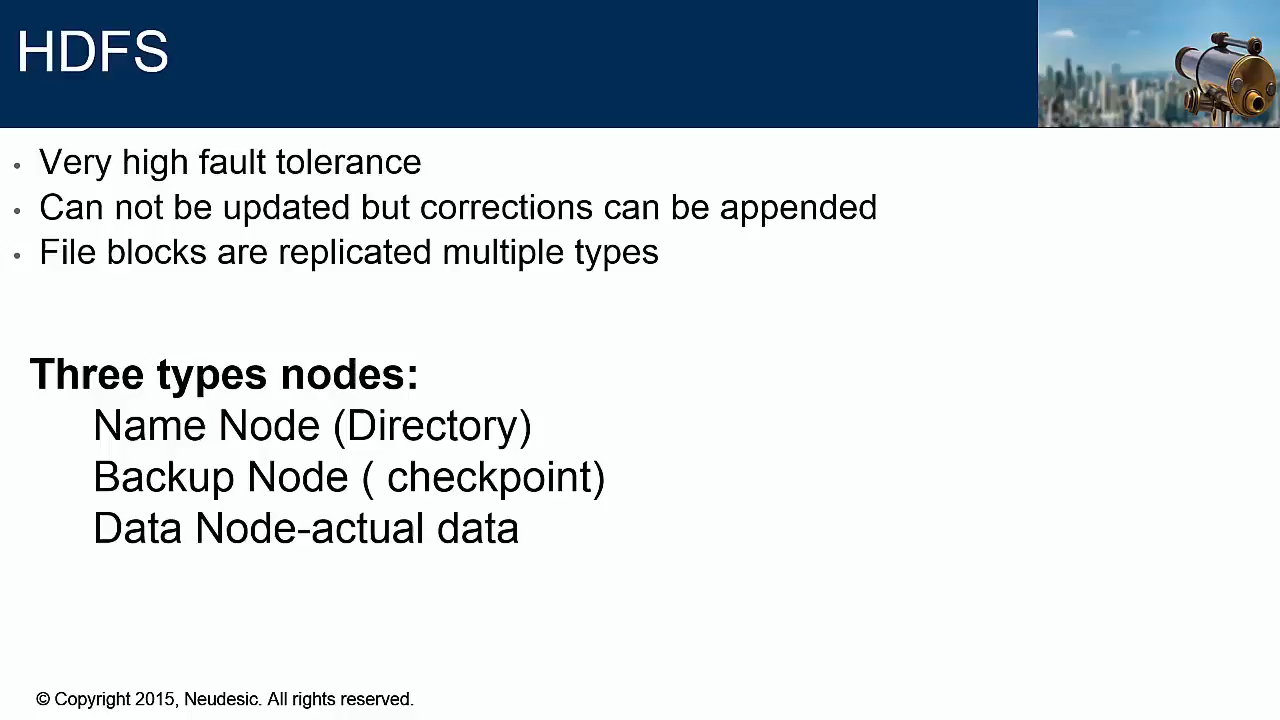 HDFS
• Very high fault tolerance
• Can not be updated but corrections can be appended
• File blocks are replicated multiple types
Three types nodes:
Name Node (Directory)
Backup Node ( checkpoint)
Data Node-actual data
© Copyright 2015, Neudesic. All rights reserved.